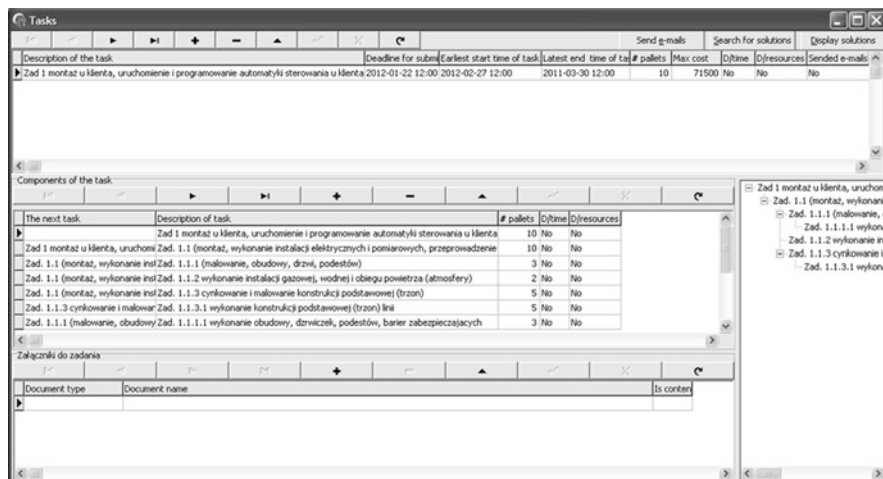 Tasks
Send e-mails Search for solutions Display solutions
Description of the task Deadline for subm Earliest start time of task Latest end time of ta # pallets Max cost D/time D/resources Sended e-mails
Zad 1 montaż u klienta, uruchomienie i programowanie automatyki sterowania u klienta 2012-01-22 12:00 2012-02-27 12:00 2011-03-30 12:00 10 71500 No No No
Components of the task
The next task Description of task # pallets D/time D/resources
Zad 1 montaż u klienta, uruchomienie i programowanie automatyki sterowania u klienta 10 No No
Zad 1 montaż u klienta, uruchomi Zad. 1.1 (montaż, wykonanie instalacji elektrycznych i pomiarowych, przeprowadzenie 10 No No
Zad. 1.1 (montaż, wykonanie inst Zad. 1.1.1 (malowanie, obudowy, drzwi, podestów) 3 No No
Zad. 1.1 (montaż, wykonanie inst Zad. 1.1.2 wykonanie instalacji gazowej, wodnej i obiegu powietrza (atmosfery) 2 No No
Zad. 1.1 (montaż, wykonanie inst Zad. 1.1.3 cynkowanie i malowanie konstrukcji podstawowej (trzon) 5 No No
Zad. 1.1.3 cynkowanie i malowar Zad. 1.1.3.1 wykonanie konstrukcji podstawowej (trzon) linii 5 No No
Zad. 1.1.1 (malowanie, obudowy Zad. 1.1.1.1 wykonanie obudowy, dzrwiczek, podestów, barier zabezpieczajacych 3 No No
Zad 1 montaż u klienta, uruchom
Zad. 1.1 (montaż, wykonani
Zad. 1.1.1 (malowanie,
Zad. 1.1.1.1 wykon
Zad. 1.1.2 wykonanie in
Zad. 1.1.3 cynkowanie i
Zad. 1.1.3.1 wykon
Załączniki do zadania
Document type Document name Is conten